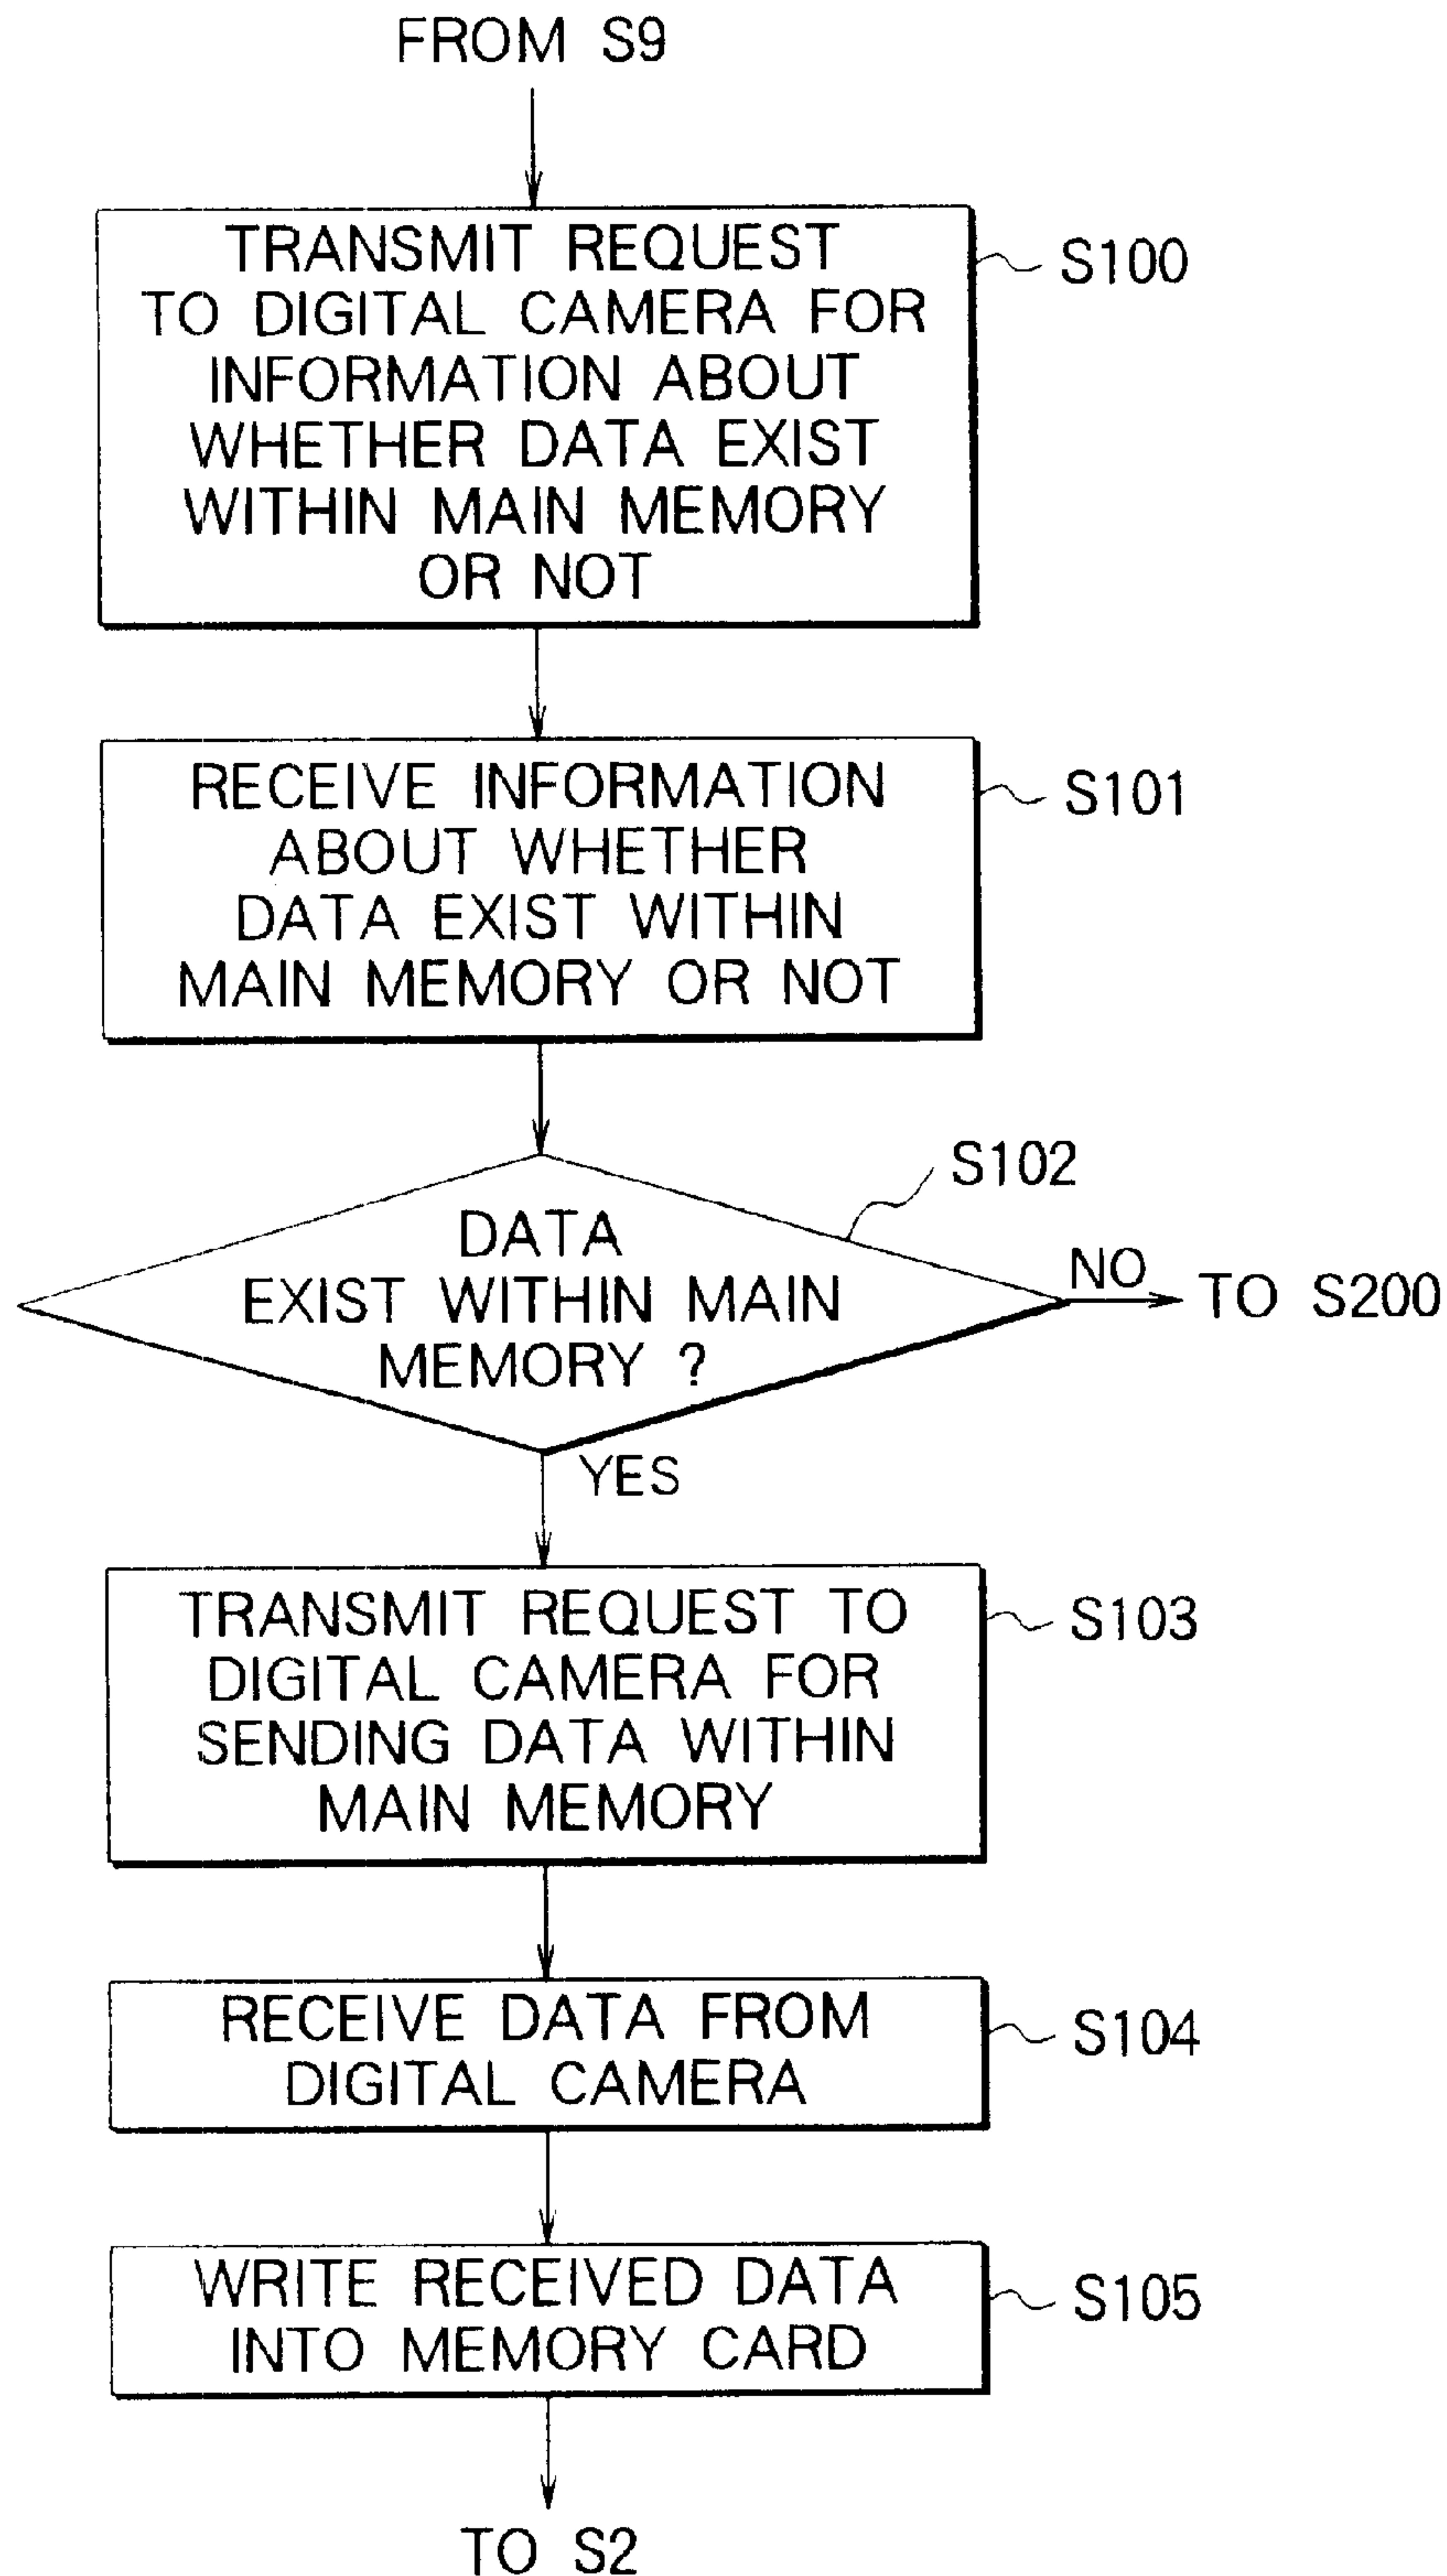 FROM S9
TRANSMIT REQUEST
TO DIGITAL CAMERA FOR
INFORMATION ABOUT
WHETHER DATA EXIST
WITHIN MAIN MEMORY
OR NOT
S100
RECEIVE INFORMATION
ABOUT WHETHER
DATA EXIST WITHIN
MAIN MEMORY OR NOT
S101
S102
DATA
EXIST WITHIN MAIN
MEMORY ?
NO
TO S200
YES
TRANSMIT REQUEST TO
DIGITAL CAMERA FOR
SENDING DATA WITHIN
MAIN MEMORY
S103
RECEIVE DATA FROM
DIGITAL CAMERA
S104
WRITE RECEIVED DATA
INTO MEMORY CARD
S105
TO S2